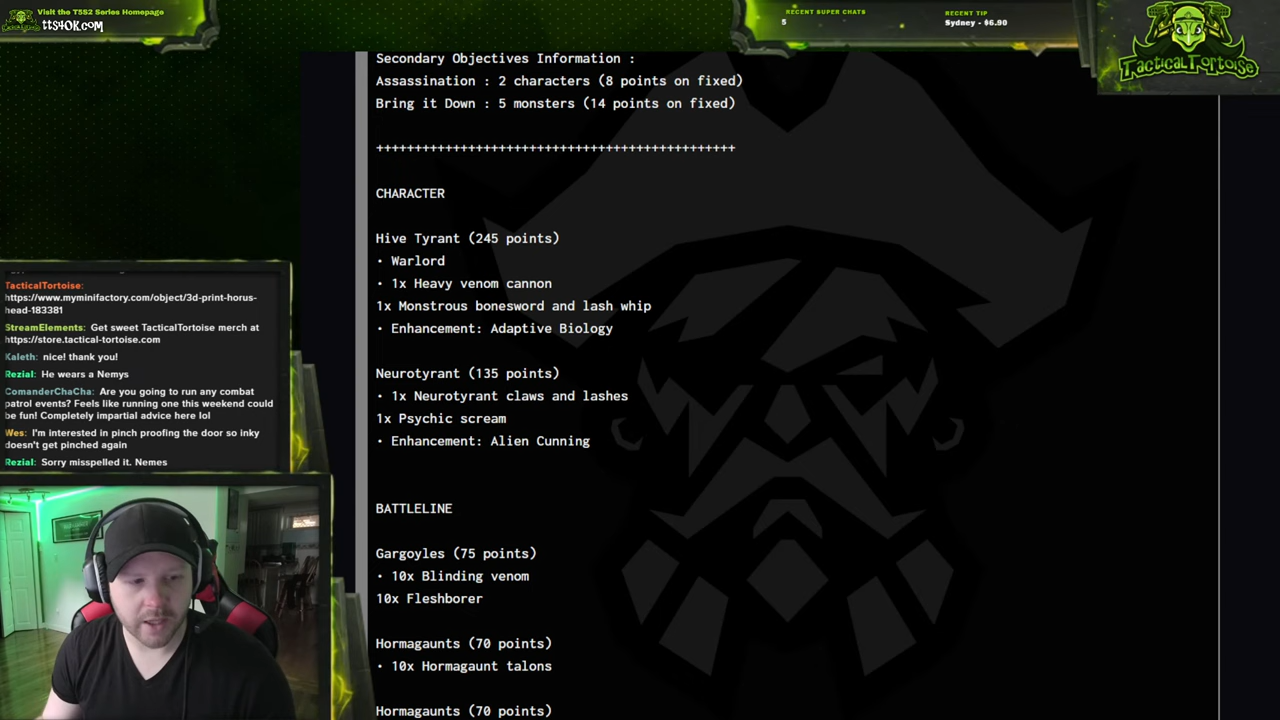 Visit the TSS2 Series Homepage
tts40k.com
RECENT SUPER CHATS
5
RECENT TIP
Sydney - $6.90
TacticalTortoise
Secondary Objectives Information :
Assassination : 2 characters (8 points on fixed)
Bring it Down : 5 monsters (14 points on fixed)
+++++++++++++++++++++++++++++++++++++++++++++++
CHARACTER
Hive Tyrant (245 points)
• Warlord
• 1x Heavy venom cannon
1x Monstrous bonesword and lash whip
• Enhancement: Adaptive Biology
Neurotyrant (135 points)
• 1x Neurotyrant claws and lashes
1x Psychic scream
• Enhancement: Alien Cunning
BATTLELINE
Gargoyles (75 points)
• 10x Blinding venom
10x Fleshborer
Hormagaunts (70 points)
• 10x Hormagaunt talons
Hormagaunts (70 points)
TacticalTortoise:
https://www.myminifactory.com/object/3d-print-horus-
head-183381
StreamElements: Get sweet TacticalTortoise merch at
https://store.tactical-tortoise.com
Kaleth: nice! thank you!
Rezial: He wears a Nemys
ComanderChaCha: Are you going to run any combat
patrol events? Feels like running one this weekend could
be fun! Completely impartial advice here lol
Wes: I'm interested in pinch proofing the door so inky
doesn't get pinched again
Rezial: Sorry misspelled it. Nemes